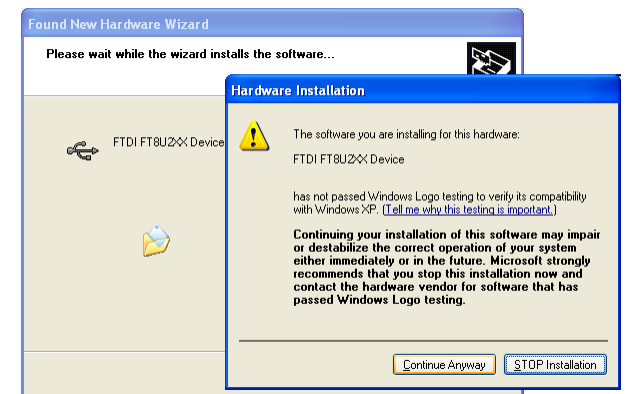 Found New Hardware Wizard
Please wait while the wizard installs the software...
FTDI FT8U2XX Device
Hardware Installation
The software you are installing for this hardware:
FTDI FT8U2XX Device
has not passed Windows Logo testing to verify its compatibility
with Windows XP. (Tell me why this testing is important.)
Continuing your installation of this software may impair
or destabilize the correct operation of your system
either immediately or in the future. Microsoft strongly
recommends that you stop this installation now and
contact the hardware vendor for software that has
passed Windows Logo testing.
Continue Anyway
STOP Installation